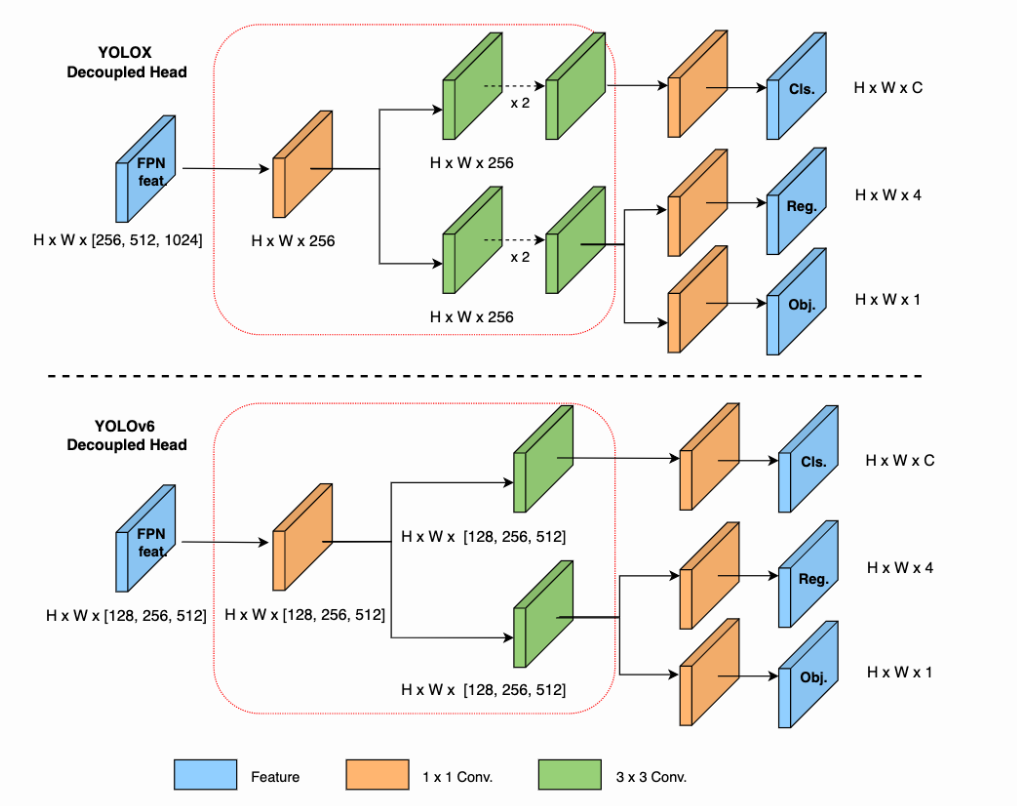 YOLOX
Decoupled Head
FPN
feat.
H x W x [256, 512, 1024]
H x W x 256
x 2
H x W x 256
x 2
H x W x 256
Cls.
H x W x C
Reg.
H x W x 4
Obj.
H x W x 1
YOLOv6
Decoupled Head
FPN
feat.
H x W x [128, 256, 512]
H x W x [128, 256, 512]
H x W x [128, 256, 512]
H x W x [128, 256, 512]
Cls.
H x W x C
Reg.
H x W x 4
Obj.
H x W x 1
Feature
1 x 1 Conv.
3 x 3 Conv.